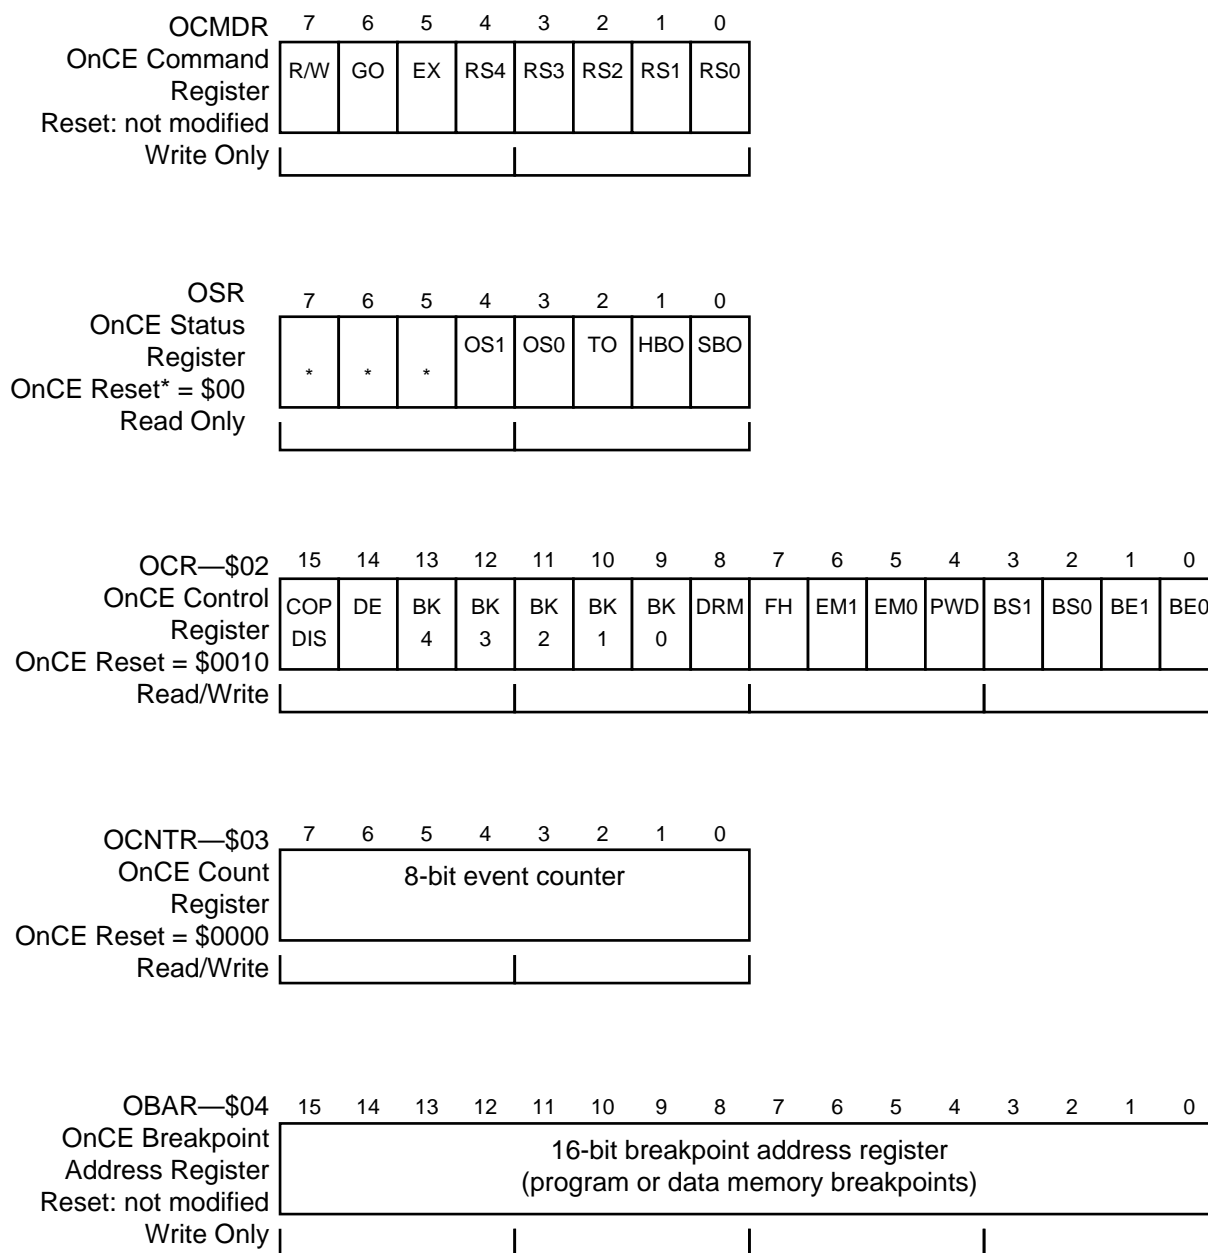 OCMDR 7 6 5 4 3 2 1 0
OnCE Command
Register
Reset: not modified
Write Only
R/W GO EX RS4 RS3 RS2 RS1 RS0
OSR 7 6 5 4 3 2 1 0
OnCE Status
Register
OnCE Reset* = $00
Read Only
* * * OS1 OS0 TO HBO SBO
OCR—$02 15 14 13 12 11 10 9 8 7 6 5 4 3 2 1 0
OnCE Control
Register
OnCE Reset = $0010
Read/Write
COP DE BK BK BK BK BK DRM FH EM1 EM0 PWD BS1 BS0 BE1 BE0
DIS 4 3 2 1 0
OCNTR—$03 7 6 5 4 3 2 1 0
OnCE Count
Register
OnCE Reset = $0000
Read/Write
8-bit event counter
OBAR—$04 15 14 13 12 11 10 9 8 7 6 5 4 3 2 1 0
OnCE Breakpoint
Address Register
Reset: not modified
Write Only
16-bit breakpoint address register
(program or data memory breakpoints)